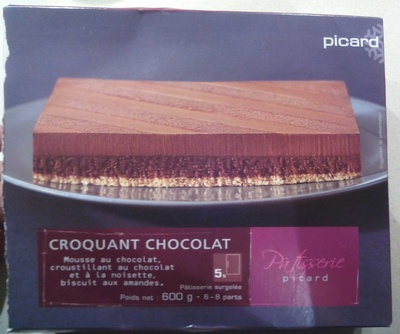 picard
CROQUANT CHOCOLAT
Mousse au chocolat,
croustillant au chocolat
et à la noisette,
biscuit aux amandes.
5.
Pâtisserie surgelée
Poids net : 600 g - 6-8 parts
Pâtisserie
picard